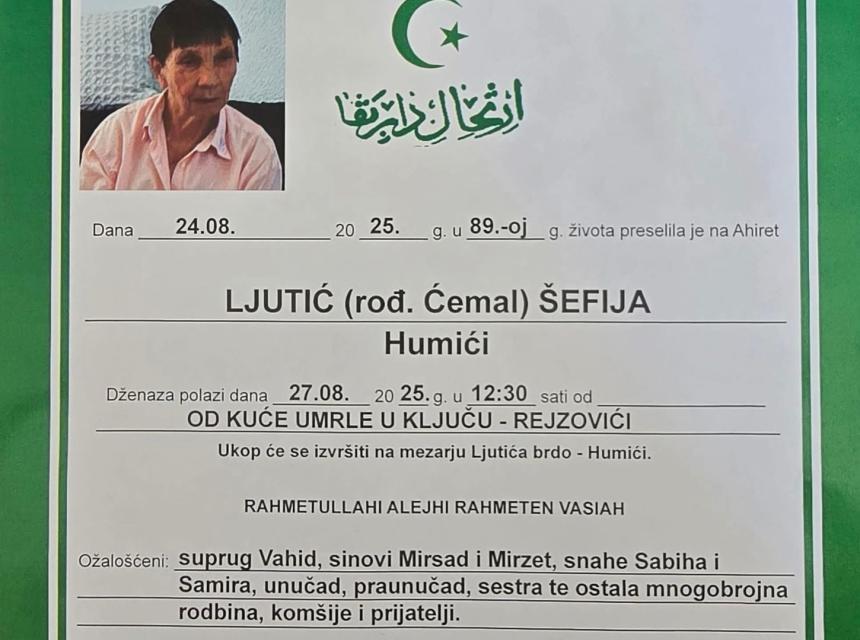 ارتحال دار بقا
Dana 24.08. 20 25. g. u 89.-oj g. života preselila je na Ahiret
LJUTIĆ (rođ. Ćemal) ŠEFIJA
Humići
Dženaza polazi dana 27.08. 20 25. g. u 12:30 sati od
OD KUĆE UMRLE U KLJUČU - REJZOVIĆI
Ukop će se izvršiti na mezarju Ljutića brdo - Humići.
RAHMETULLAHI ALEJHI RAHMETEN VASIAH
Ožalošćeni: suprug Vahid, sinovi Mirsad i Mirzet, snahe Sabiha i
Samira, unučad, praunučad, sestra te ostala mnogobrojna
rodbina, komšije i prijatelji.